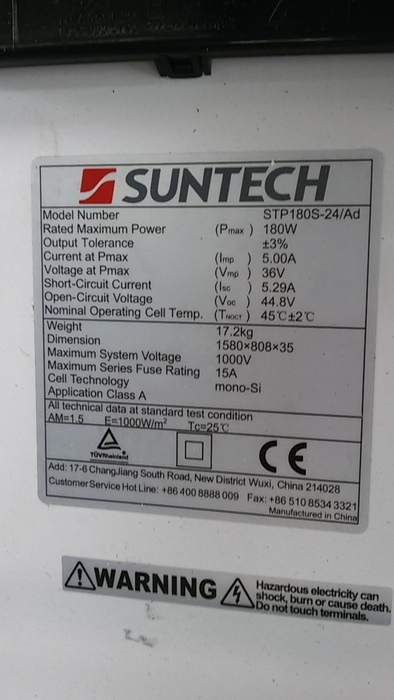 SUNTECH
Model Number STP180S-24/Ad
Rated Maximum Power (Pmax) 180W
Output Tolerance ±3%
Current at Pmax (Imp) 5.00A
Voltage at Pmax (Vmp) 36V
Short-Circuit Current (Isc) 5.29A
Open-Circuit Voltage (Voc) 44.8V
Nominal Operating Cell Temp. (TNOCT) 45℃±2℃
Weight 17.2kg
Dimension 1580×808×35
Maximum System Voltage 1000V
Maximum Series Fuse Rating 15A
Cell Technology mono-Si
Application Class A
All technical data at standard test condition
AM=1.5 E=1000W/m² Tc=25℃
TÜVRheinland CE
Add: 17-6 ChangJiang South Road, New District Wuxi, China 214028
Customer Service Hot Line: +86 400 8888 009 Fax: +86 510 8534 3321
Manufactured in China
WARNING
Hazardous electricity can
shock, burn or cause death.
Do not touch terminals.